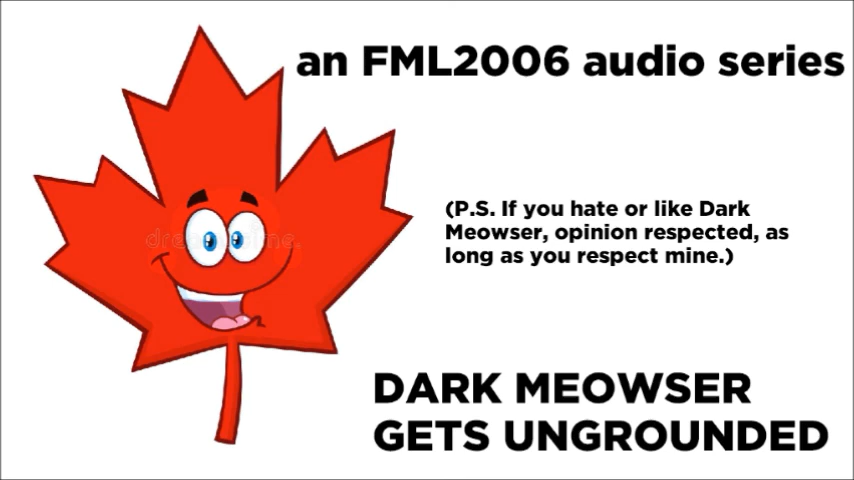 an FML2006 audio series
(P.S. If you hate or like Dark
Meowser, opinion respected, as
long as you respect mine.)
DARK MEOWSER
GETS UNGROUNDED